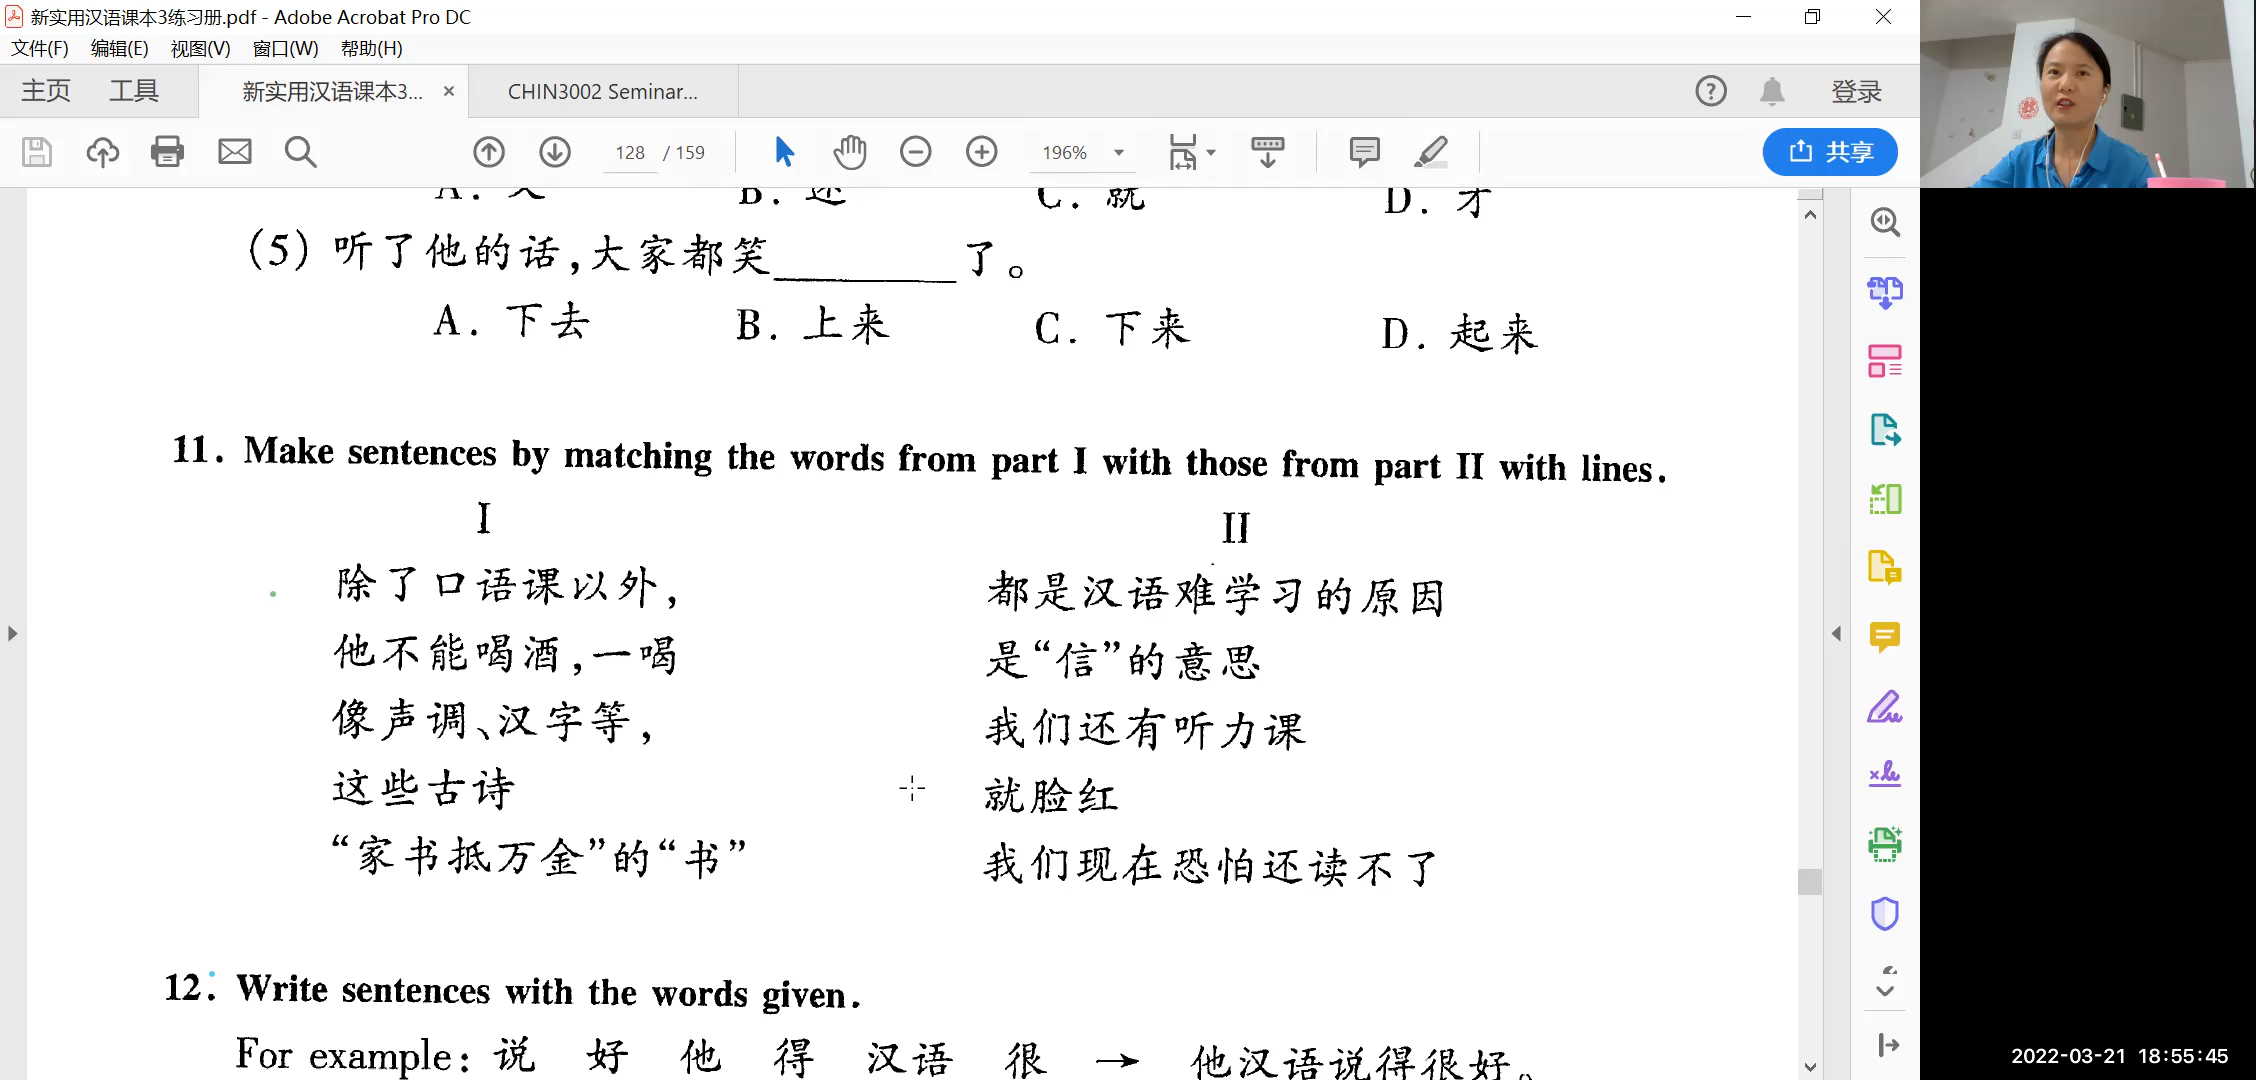 新实用汉语课本3练习册.pdf - Adobe Acrobat Pro DC
文件(F) 编辑(E) 视图(V) 窗口(W) 帮助(H)
主页 工具 新实用汉语课本3... × CHIN3002 Seminar... 登录
128 / 159 196% 共享
B. 还 C. 就 D. 才
(5) 听了他的话,大家都笑________了。
A. 下去 B. 上来 C. 下来 D. 起来
11. Make sentences by matching the words from part I with those from part II with lines.
I II
除了口语课以外, 都是汉语难学习的原因
他不能喝酒,一喝 是“信”的意思
像声调、汉字等, 我们还有听力课
这些古诗 就脸红
“家书抵万金”的“书” 我们现在恐怕还读不了
12. Write sentences with the words given.
For example: 说 好 他 得 汉语 很 → 他汉语说得很好。
2022-03-21 18:55:45